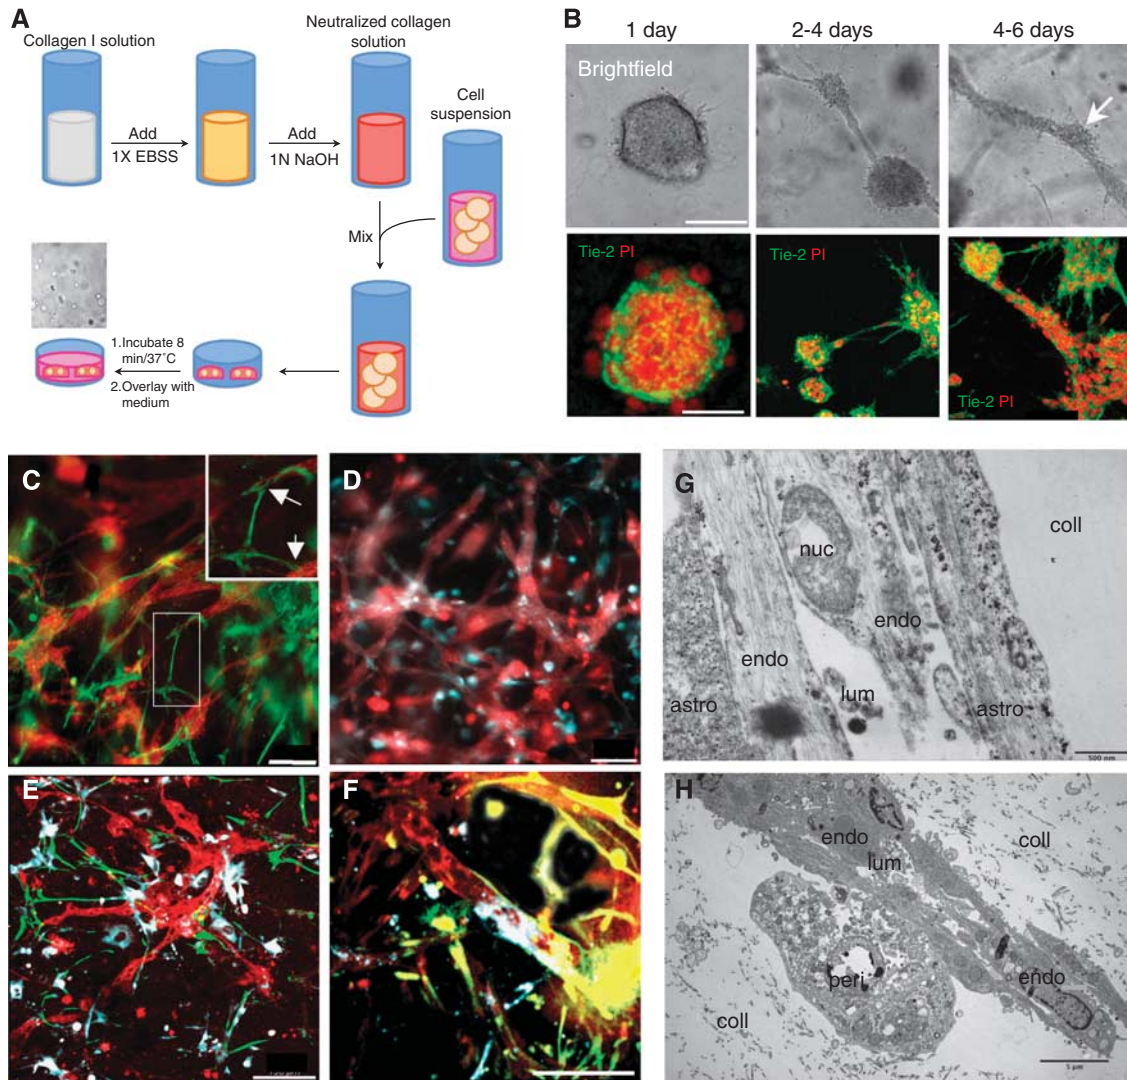 A
Collagen I solution
Neutralized collagen
solution
Cell
suspension
Add
1X EBSS
Add
1N NaOH
Mix
1.Incubate 8
min/37˚C
2.Overlay with
medium
B
1 day
2-4 days
4-6 days
Brightfield
Tie-2 PI
Tie-2 PI
Tie-2 PI
C
D
E
F
G
nuc
coll
endo
endo
lum
astro
astro
500 nm
H
endo
lum
coll
peri
endo
coll
5 µm